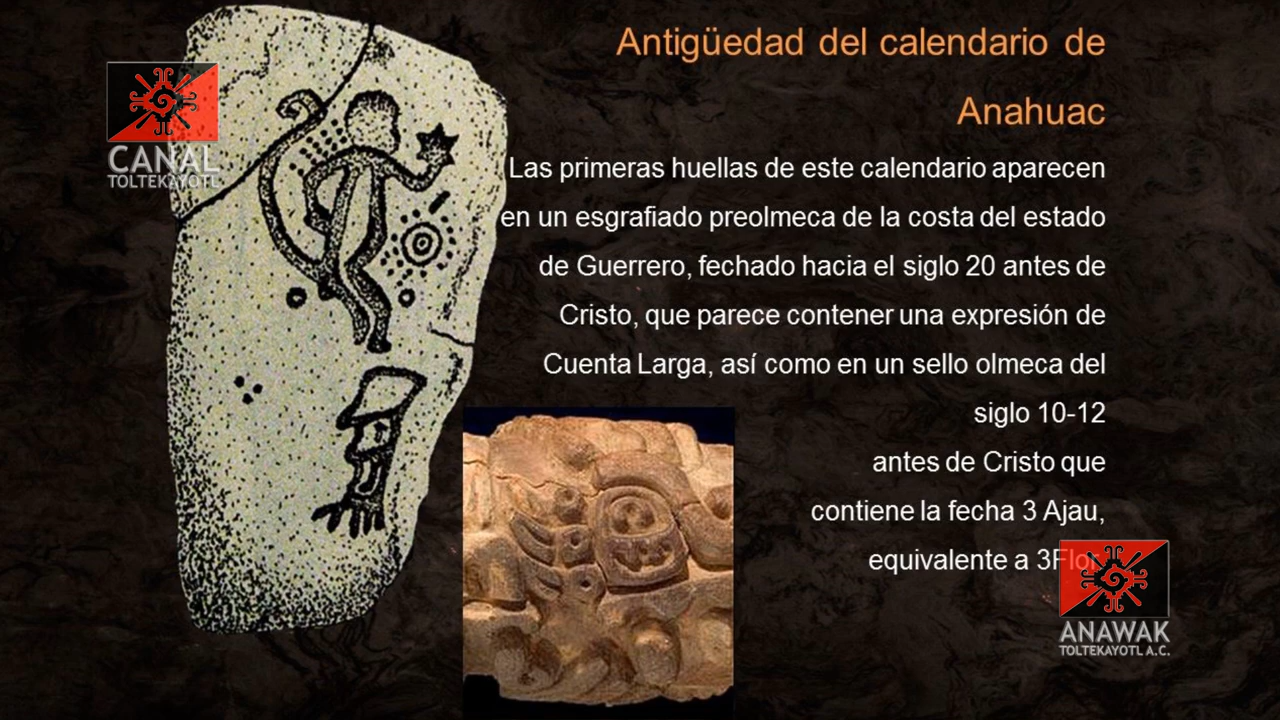 Antigüedad del calendario de
Anahuac
CANAL
TOLTEKAYOTL
Las primeras huellas de este calendario aparecen
en un esgrafiado preolmeca de la costa del estado
de Guerrero, fechado hacia el siglo 20 antes de
Cristo, que parece contener una expresión de
Cuenta Larga, así como en un sello olmeca del
siglo 10-12
antes de Cristo que
contiene la fecha 3 Ajau,
equivalente a 3Flor.
ANAWAK
TOLTEKAYOTL A.C.